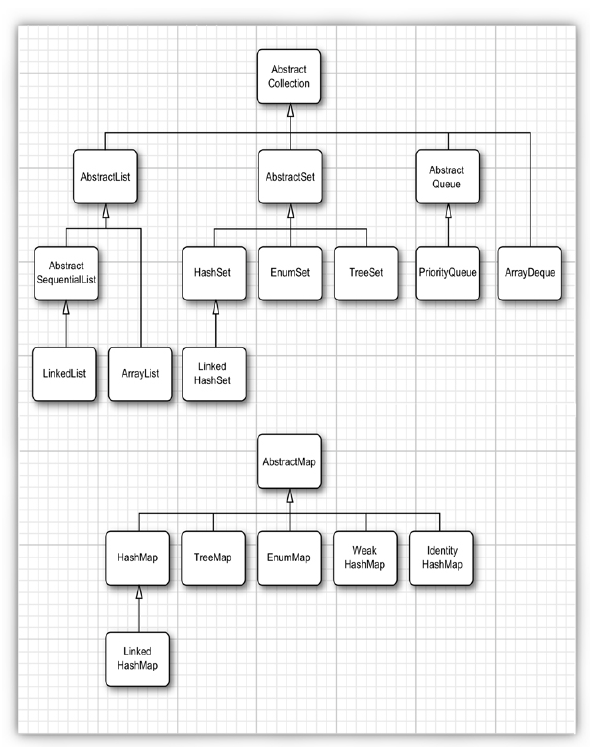 Abstract
Collection
AbstractList
AbstractSet
Abstract
Queue
Abstract
SequentialList
HashSet
EnumSet
TreeSet
PriorityQueue
ArrayDeque
LinkedList
ArrayList
Linked
HashSet
AbstractMap
HashMap
TreeMap
EnumMap
Weak
HashMap
Identity
HashMap
Linked
HashMap